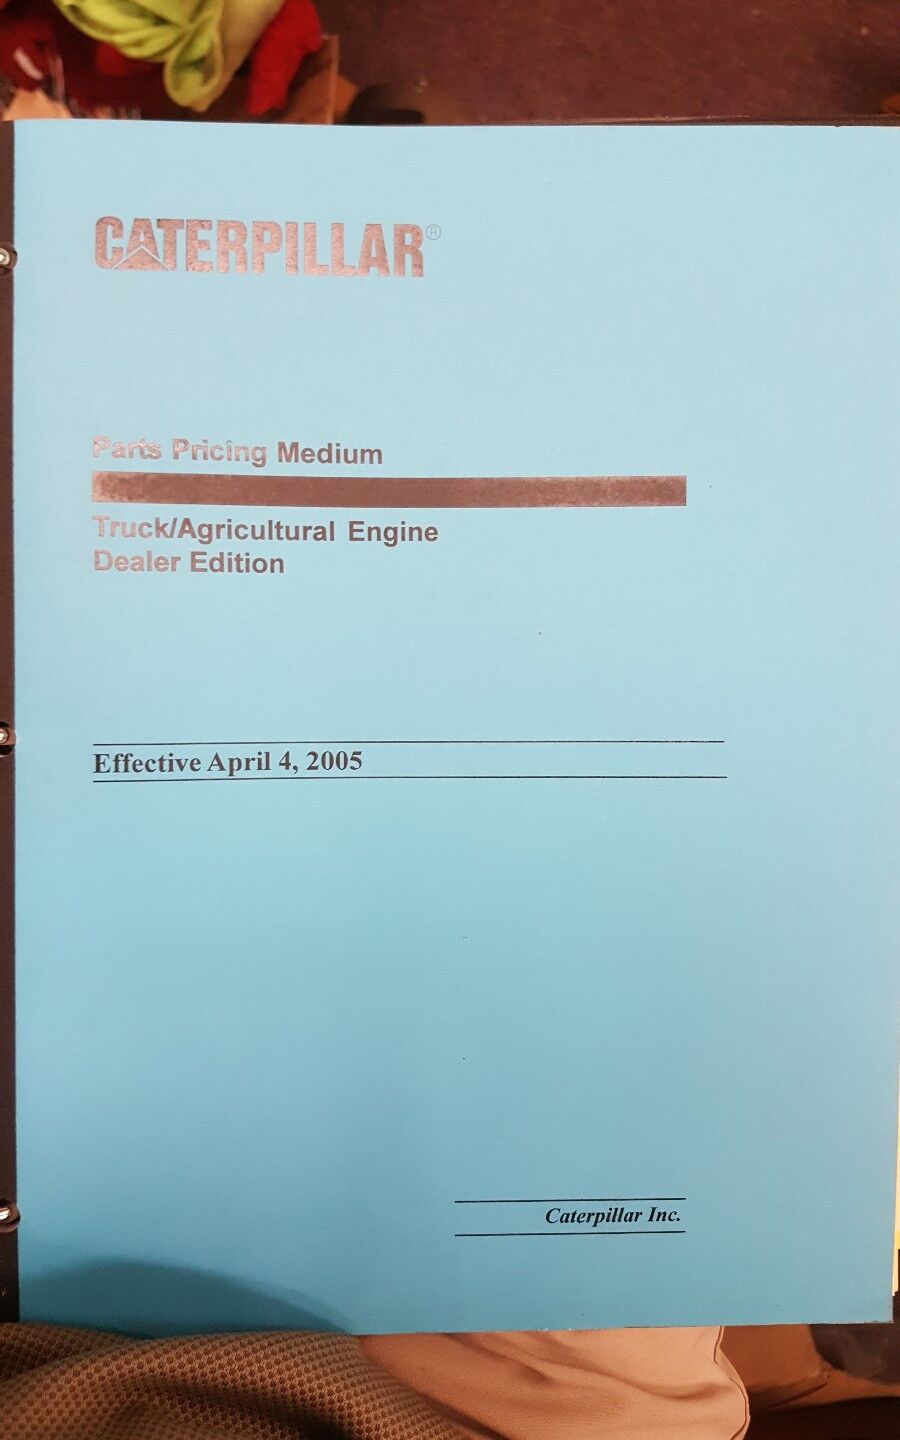 CATERPILLAR®
Parts Pricing Medium
Truck/Agricultural Engine
Dealer Edition
Effective April 4, 2005
Caterpillar Inc.